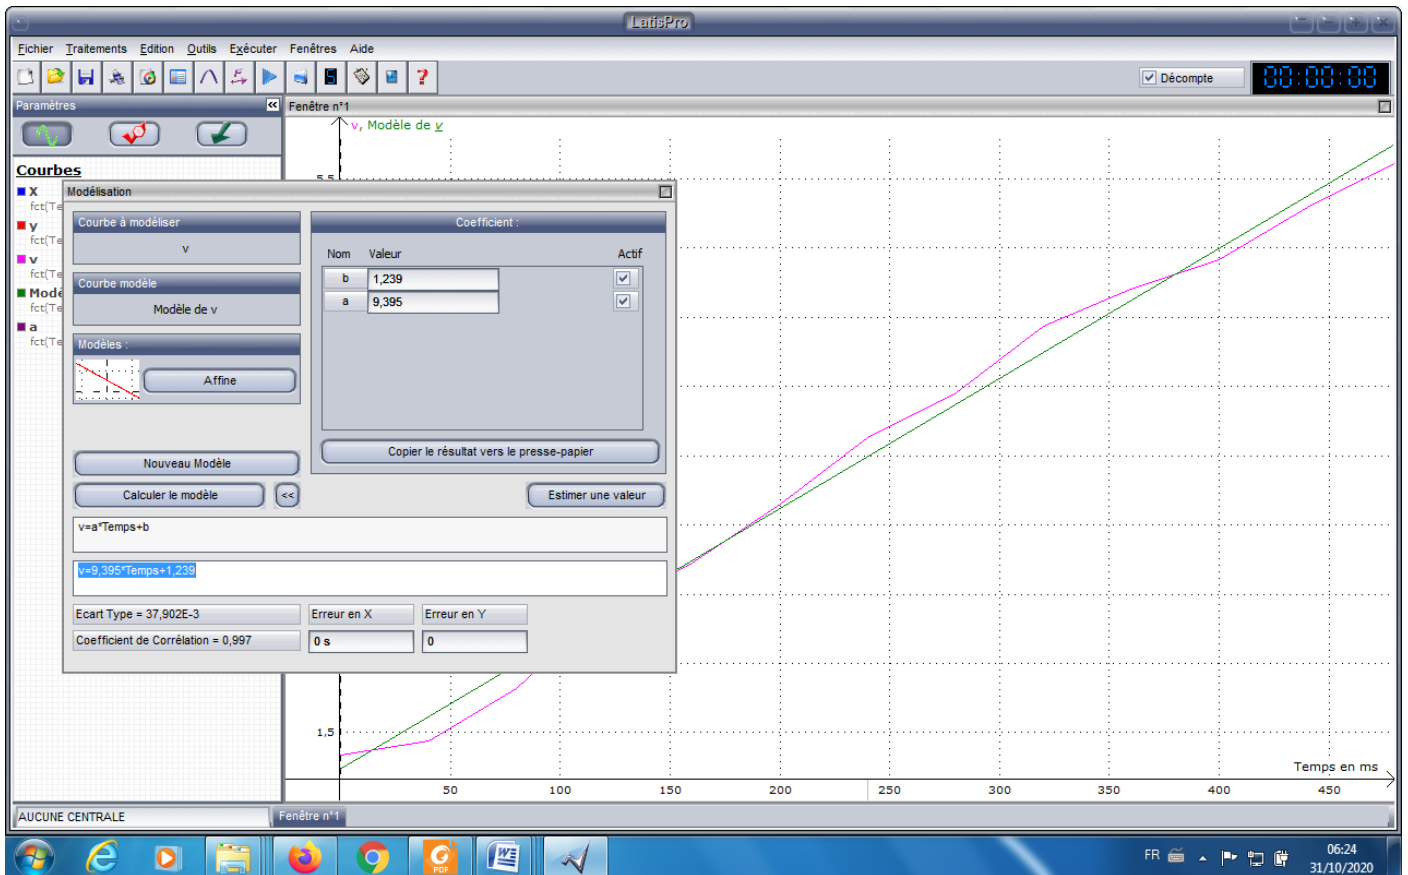 LatisPro
Fichier Traitements Edition Outils Exécuter Fenêtres Aide
Décompte 00:00:00
Paramètres
Fenêtre n°1
v, Modèle de v
Courbes
X
fct(Te
y
fct(Te
v
fct(Te
Modè
fct(Te
a
fct(Te
Modélisation
Courbe à modéliser
v
Courbe modèle
Modèle de v
Modèles :
Affine
Coefficient :
Nom Valeur Actif
b 1,239
a 9,395
Copier le résultat vers le presse-papier
Nouveau Modèle
Calculer le modèle << Estimer une valeur
v=a*Temps+b
v=9,395*Temps+1,239
Ecart Type = 37,902E-3 Erreur en X Erreur en Y
Coefficient de Corrélation = 0,997 0 s 0
1,5
Temps en ms
50 100 150 200 250 300 350 400 450
AUCUNE CENTRALE Fenêtre n°1
FR 06:24
31/10/2020